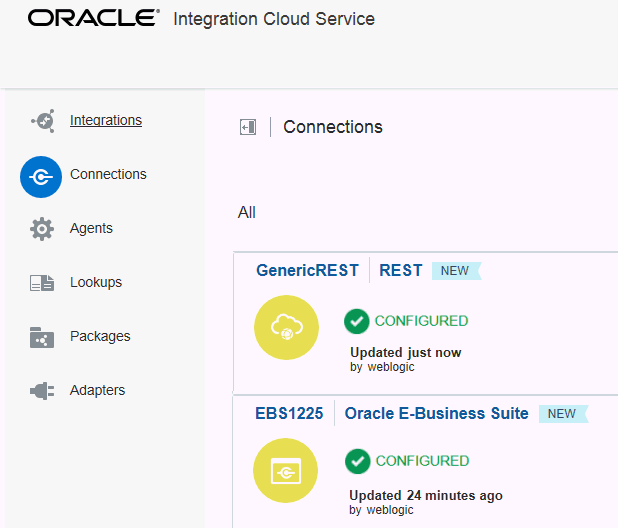 ORACLE® Integration Cloud Service
Integrations
Connections
Agents
Lookups
Packages
Adapters
Connections
All
GenericREST REST NEW
CONFIGURED
Updated just now
by weblogic
EBS1225 Oracle E-Business Suite NEW
CONFIGURED
Updated 24 minutes ago
by weblogic